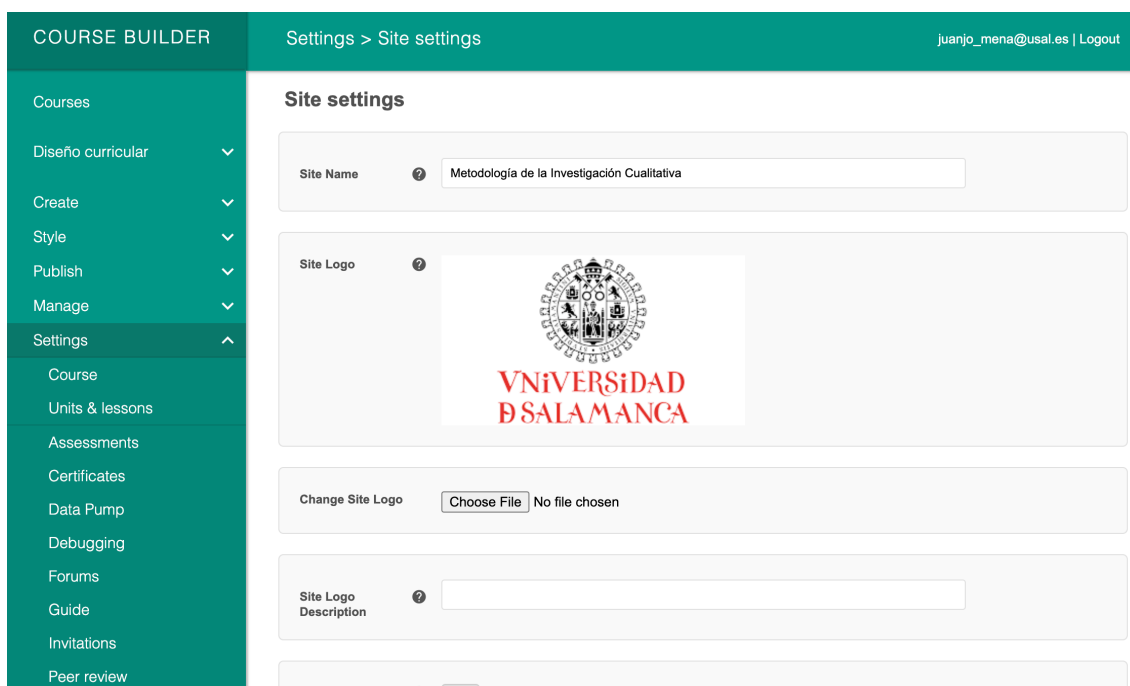 COURSE BUILDER
Settings > Site settings
juanjo_mena@usal.es | Logout
Courses
Diseño curricular
Create
Style
Publish
Manage
Settings
Course
Units & lessons
Assessments
Certificates
Data Pump
Debugging
Forums
Guide
Invitations
Peer review
Site settings
Site Name
?
Metodología de la Investigación Cualitativa
Site Logo
?
VNiVERSiDAD
D SALAMANCA
Change Site Logo
Choose File No file chosen
Site Logo
Description
?